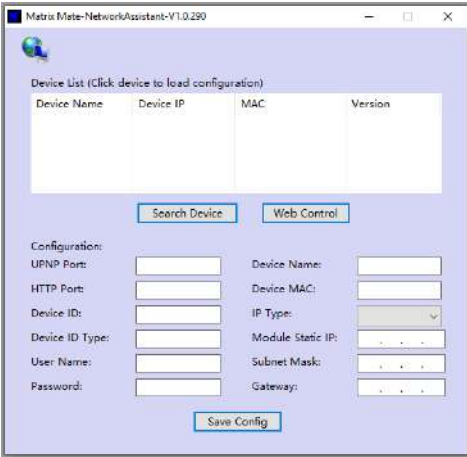 Matrix Mate-NetworkAssistant-V1.0.290
Device List (Click device to load configuration)
Device Name Device IP MAC Version
Search Device Web Control
Configuration:
UPNP Port: Device Name:
HTTP Port: Device MAC:
Device ID: IP Type:
Device ID Type: Module Static IP:
User Name: Subnet Mask:
Password: Gateway:
Save Config